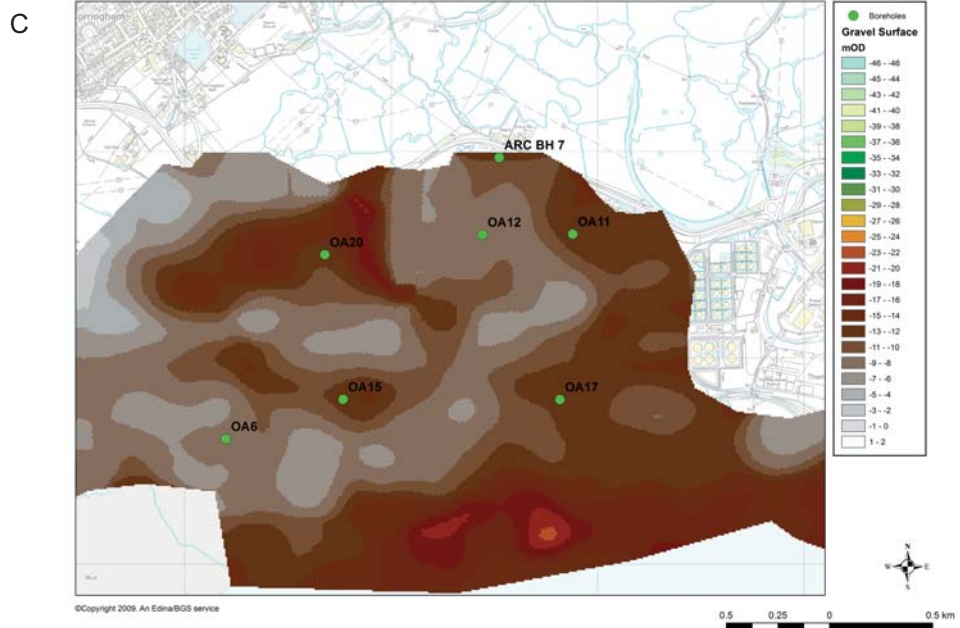 C
ARC BH 7
OA12
OA11
OA20
OA15
OA17
OA6
Boreholes
Gravel Surface
mOD
-46 - -46
-45 - -44
-43 - -42
-41 - -40
-39 - -38
-37 - -36
-35 - -34
-33 - -32
-31 - -30
-29 - -28
-27 - -26
-25 - -24
-23 - -22
-21 - -20
-19 - -18
-17 - -16
-15 - -14
-13 - -12
-11 - -10
-9 - -8
-7 - -6
-5 - -4
-3 - -2
-1 - 0
1 - 2
N
W
E
S
©Copyright 2009. An Edina/BGS service
0.5 0.25 0 0.5 km